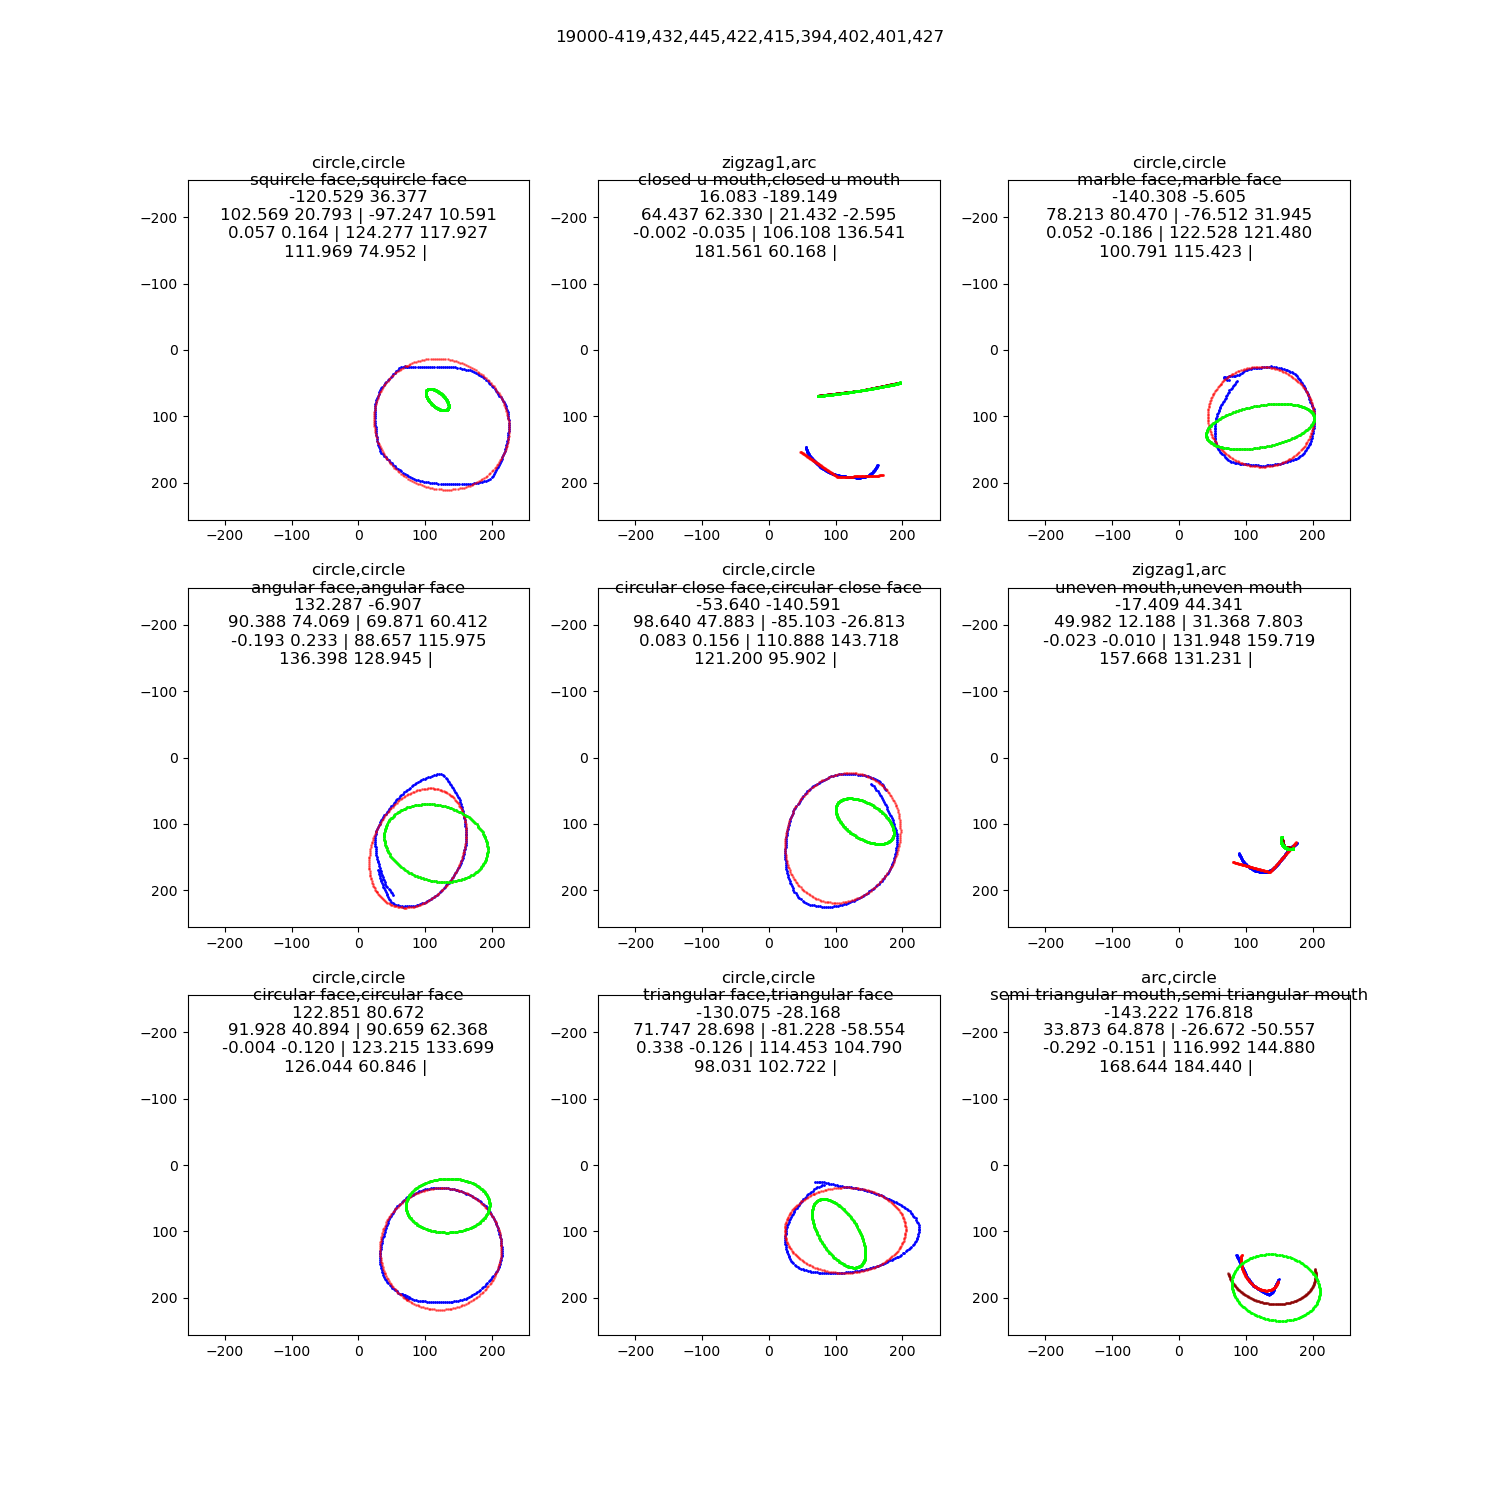 19000-419,432,445,422,415,394,402,401,427
circle,circle
squircle face,squircle face
-120.529 36.377
102.569 20.793 | -97.247 10.591
0.057 0.164 | 124.277 117.927
111.969 74.952 |
−200
−100
0
100
200
−200 −100 0 100 200
zigzag1,arc
closed u mouth,closed u mouth
16.083 -189.149
64.437 62.330 | 21.432 -2.595
-0.002 -0.035 | 106.108 136.541
181.561 60.168 |
−200
−100
0
100
200
−200 −100 0 100 200
circle,circle
marble face,marble face
-140.308 -5.605
78.213 80.470 | -76.512 31.945
0.052 -0.186 | 122.528 121.480
100.791 115.423 |
−200
−100
0
100
200
−200 −100 0 100 200
circle,circle
angular face,angular face
132.287 -6.907
90.388 74.069 | 69.871 60.412
-0.193 0.233 | 88.657 115.975
136.398 128.945 |
−200
−100
0
100
200
−200 −100 0 100 200
circle,circle
circular close face,circular close face
-53.640 -140.591
98.640 47.883 | -85.103 -26.813
0.083 0.156 | 110.888 143.718
121.200 95.902 |
−200
−100
0
100
200
−200 −100 0 100 200
zigzag1,arc
uneven mouth,uneven mouth
-17.409 44.341
49.982 12.188 | 31.368 7.803
-0.023 -0.010 | 131.948 159.719
157.668 131.231 |
−200
−100
0
100
200
−200 −100 0 100 200
circle,circle
circular face,circular face
122.851 80.672
91.928 40.894 | 90.659 62.368
-0.004 -0.120 | 123.215 133.699
126.044 60.846 |
−200
−100
0
100
200
−200 −100 0 100 200
circle,circle
triangular face,triangular face
-130.075 -28.168
71.747 28.698 | -81.228 -58.554
0.338 -0.126 | 114.453 104.790
98.031 102.722 |
−200
−100
0
100
200
−200 −100 0 100 200
arc,circle
semi triangular mouth,semi triangular mouth
-143.222 176.818
33.873 64.878 | -26.672 -50.557
-0.292 -0.151 | 116.992 144.880
168.644 184.440 |
−200
−100
0
100
200
−200 −100 0 100 200